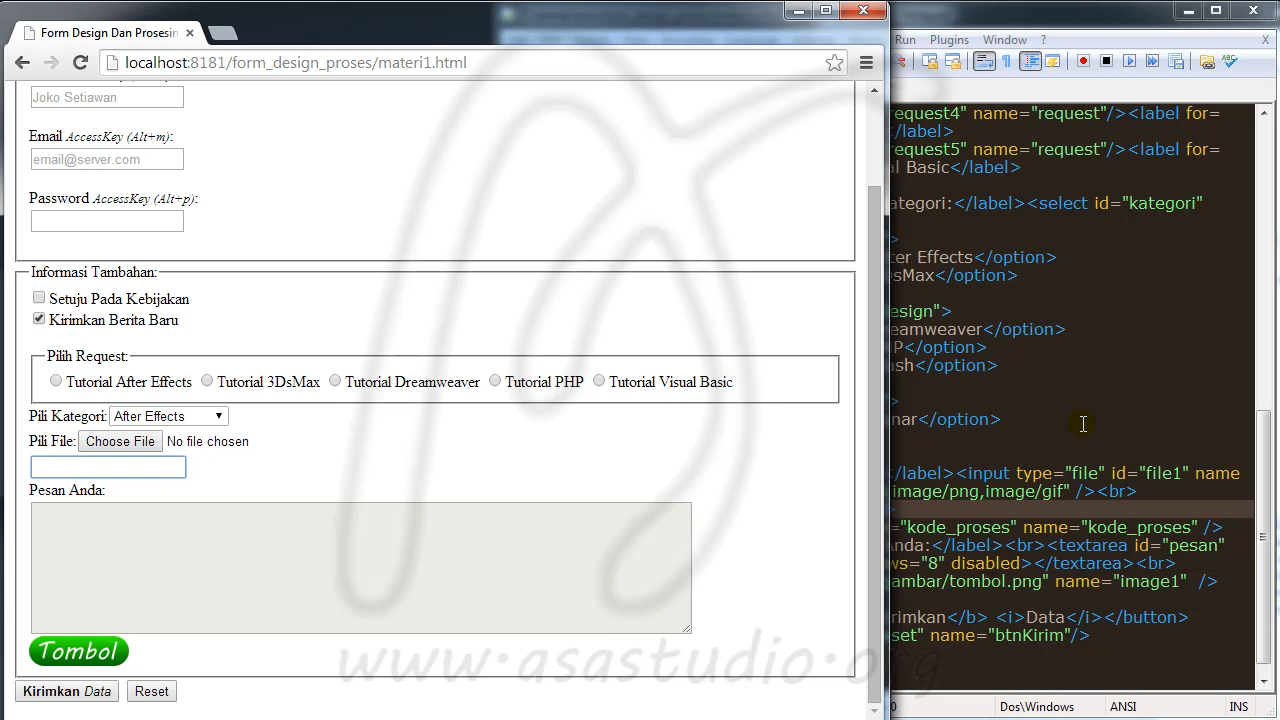 Form Design Dan Prosesin
localhost:8181/form_design_proses/materi1.html
Joko Setiawan
Email AccessKey (Alt+m):
email@server.com
Password AccessKey (Alt+p):
Informasi Tambahan:
Setuju Pada Kebijakan
Kirimkan Berita Baru
Pilih Request:
Tutorial After Effects Tutorial 3DsMax Tutorial Dreamweaver Tutorial PHP Tutorial Visual Basic
Pili Kategori: After Effects
Pili File: Choose File No file chosen
Pesan Anda:
Tombol
Kirimkan Data Reset
www.asastudio.org
Run Plugins Window ? X
request4" name="request"/><label for=
</label>
request5" name="request"/><label for=
al Basic</label>
ategori:</label><select id="kategori"
>
er Effects</option>
DsMax</option>
esign">
eamweaver</option>
P</option>
ash</option>
>
nar</option>
</label><input type="file" id="file1" name
image/png,image/gif" /><br>
="kode_proses" name="kode_proses" />
Anda:</label><br><textarea id="pesan"
ws="8" disabled></textarea><br>
ambar/tombol.png" name="image1" />
irimkan</b> <i>Data</i></button>
set" name="btnKirim"/>
0 Dos\Windows ANSI INS